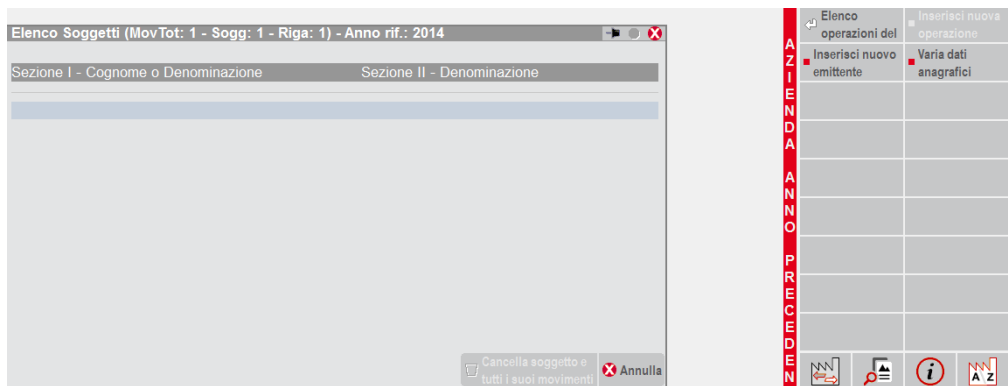 Elenco Soggetti (MovTot: 1 - Sogg: 1 - Riga: 1) - Anno rif.: 2014
Sezione I - Cognome o Denominazione Sezione II - Denominazione
Cancella soggetto e
tutti i suoi movimenti
Annulla
AZIENDA ANNO PRECEDEN
Elenco
operazioni del
Inserisci nuova
operazione
Inserisci nuovo
emittente
Varia dati
anagrafici
i
A Z